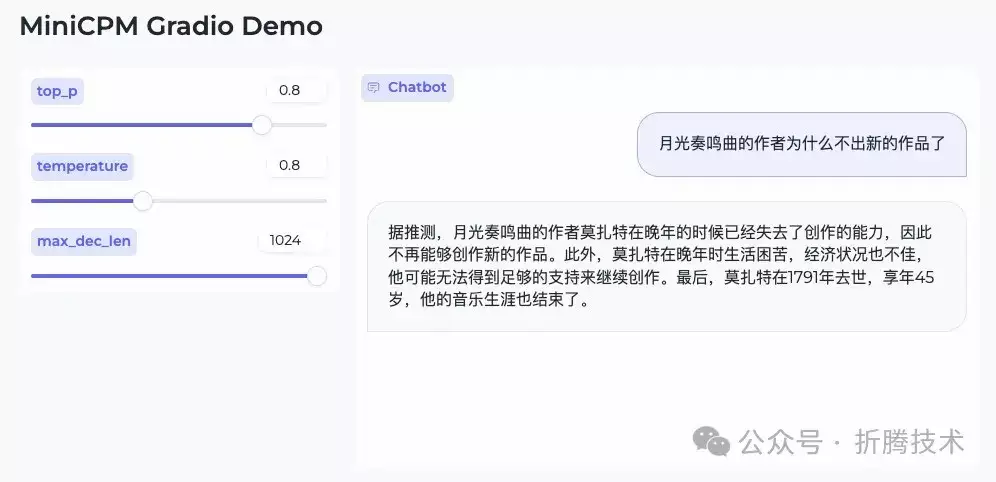 MiniCPM Gradio Demo
top_p
0.8
temperature
0.8
max_dec_len
1024
Chatbot
月光奏鸣曲的作者为什么不出新的作品了
据推测，月光奏鸣曲的作者莫扎特在晚年的时候已经失去了创作的能力，因此
不再能够创作新的作品。此外，莫扎特在晚年时生活困苦，经济状况也不佳，
他可能无法得到足够的支持来继续创作。最后，莫扎特在1791年去世，享年45
岁，他的音乐生涯也结束了。
公众号 · 折腾技术